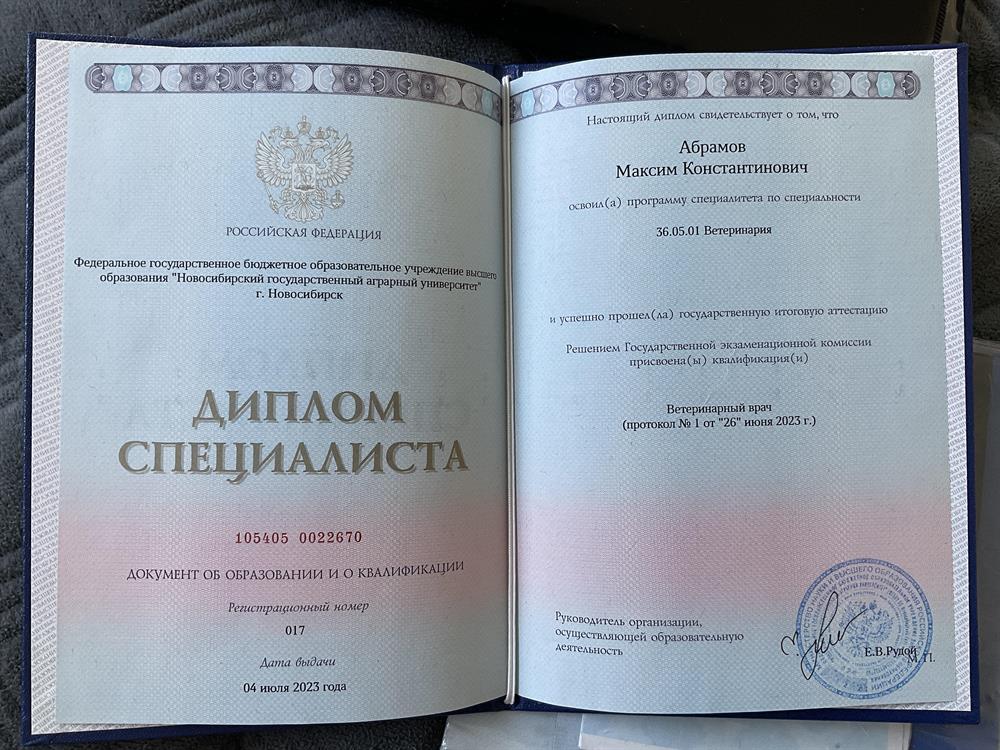 РОССИЙСКАЯ ФЕДЕРАЦИЯ
Федеральное государственное бюджетное образовательное учреждение высшего
образования "Новосибирский государственный аграрный университет"
г. Новосибирск
ДИПЛОМ
СПЕЦИАЛИСТА
105405 0022670
ДОКУМЕНТ ОБ ОБРАЗОВАНИИ И О КВАЛИФИКАЦИИ
Регистрационный номер
017
Дата выдачи
04 июля 2023 года
Настоящий диплом свидетельствует о том, что
Абрамов
Максим Константинович
освоил(а) программу специалитета по специальности
36.05.01 Ветеринария
и успешно прошел(ла) государственную итоговую аттестацию
Решением Государственной экзаменационной комиссии
присвоена(ы) квалификация(и)
Ветеринарный врач
(протокол № 1 от "26" июня 2023 г.)
Руководитель организации,
осуществляющей образовательную
деятельность
Е.В.Рудой
М.П.